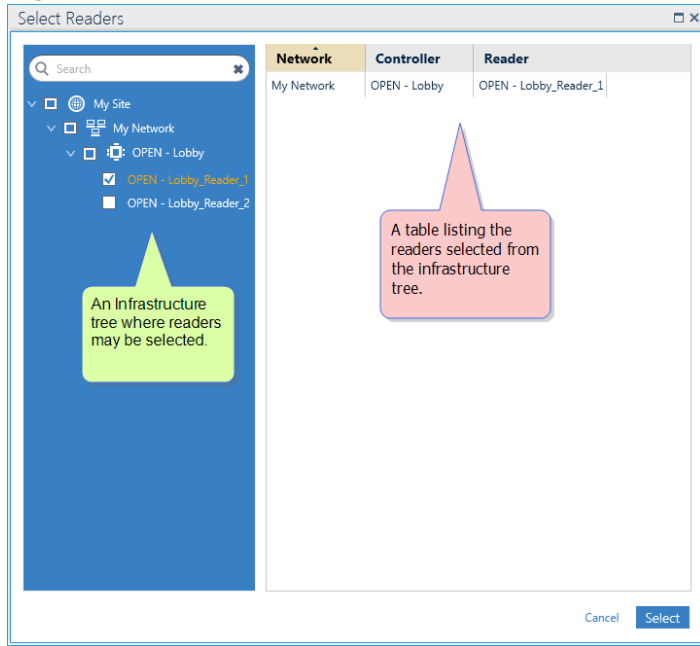 Select Readers
Search
My Site
My Network
OPEN - Lobby
OPEN - Lobby_Reader_1
OPEN - Lobby_Reader_2
An Infrastructure
tree where readers
may be selected.
Network Controller Reader
My Network OPEN - Lobby OPEN - Lobby_Reader_1
A table listing the
readers selected from
the infrastructure
tree.
Cancel Select